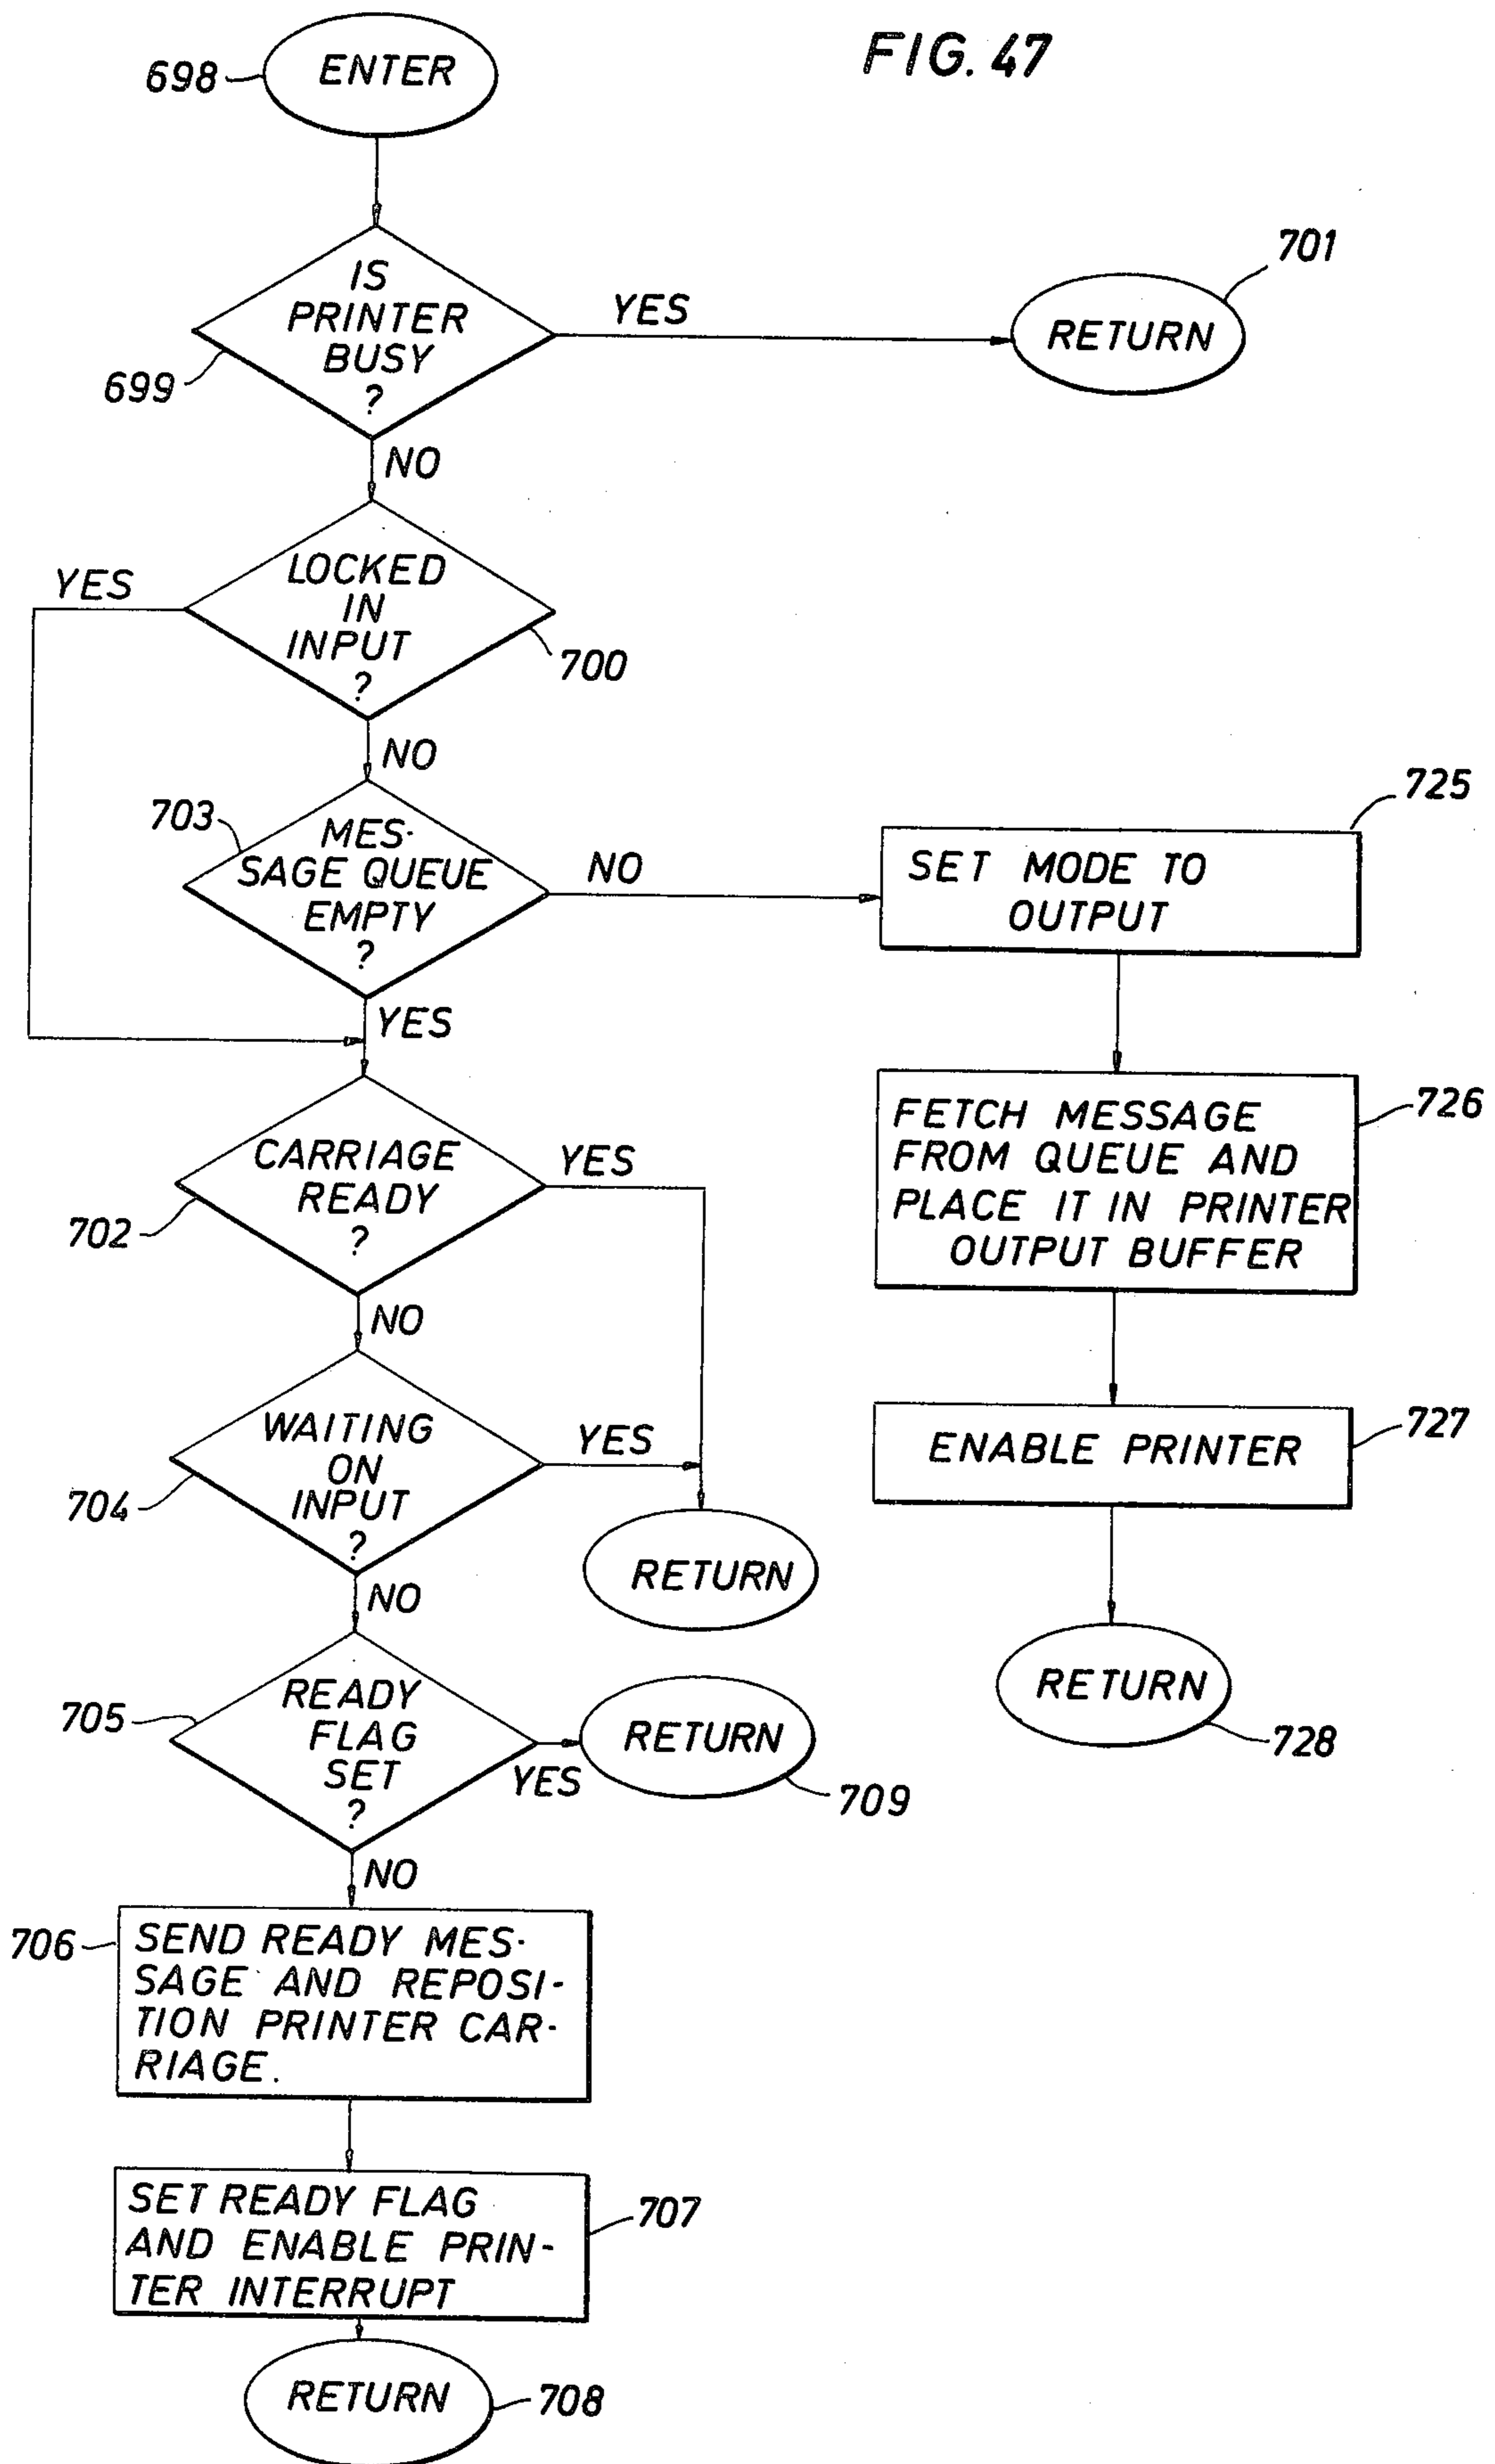 FIG. 47
698
ENTER
IS
PRINTER
BUSY
?
699
YES
701
RETURN
NO
LOCKED
IN
INPUT
?
700
YES
NO
703
MES-
SAGE QUEUE
EMPTY
?
NO
725
SET MODE TO
OUTPUT
YES
726
FETCH MESSAGE
FROM QUEUE AND
PLACE IT IN PRINTER
OUTPUT BUFFER
CARRIAGE
READY
?
702
YES
NO
727
ENABLE PRINTER
WAITING
ON
INPUT
?
704
YES
RETURN
NO
RETURN
728
705
READY
FLAG
SET
?
YES
RETURN
709
NO
706
SEND READY MES-
SAGE AND REPOSI-
TION PRINTER CAR-
RIAGE.
SET READY FLAG
AND ENABLE PRIN-
TER INTERRUPT
707
RETURN
708